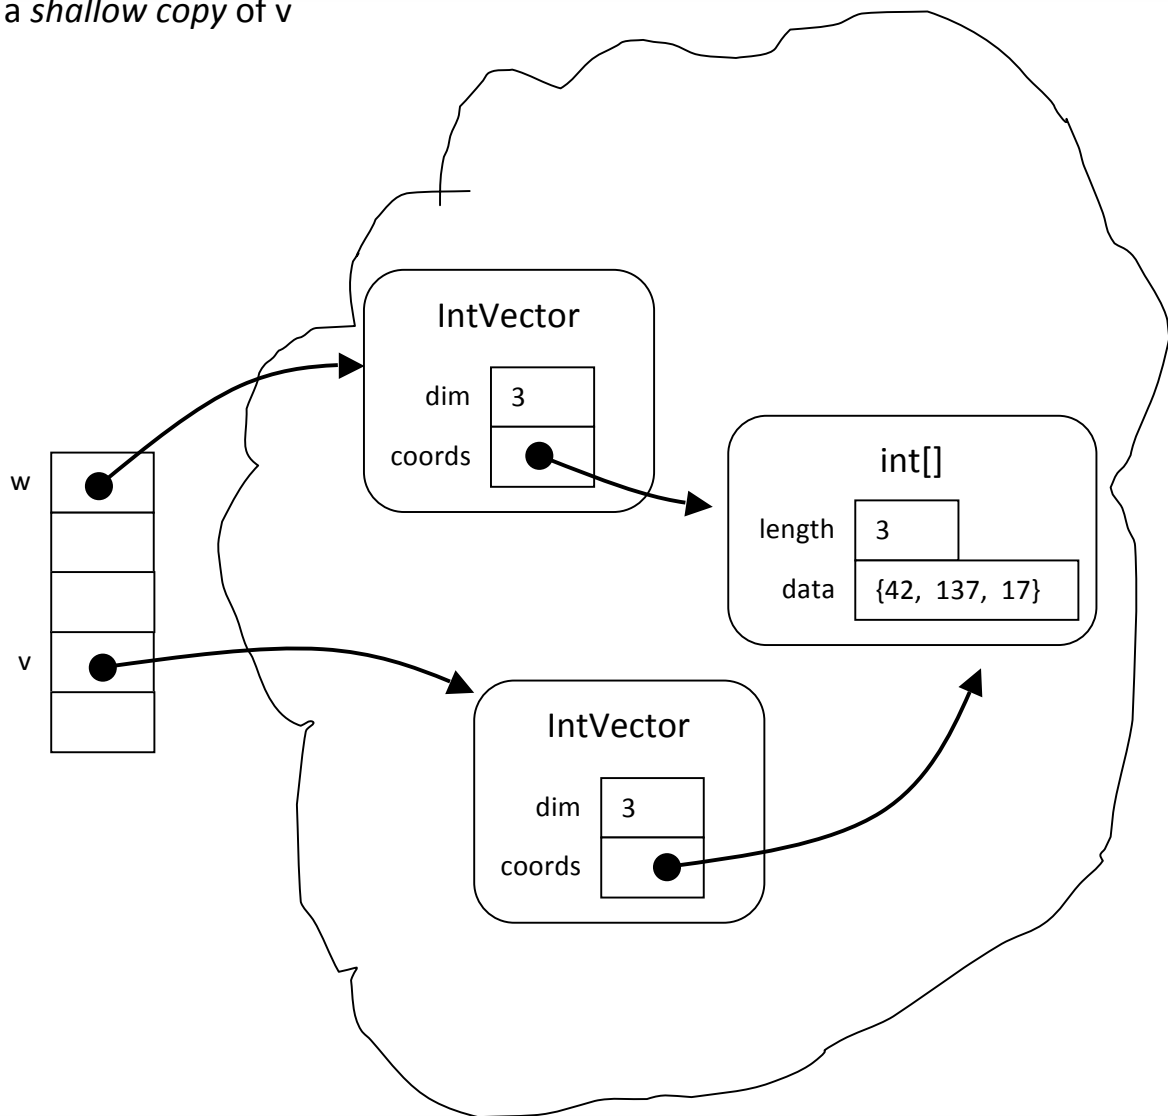 a shallow copy of v
IntVector
dim 3
coords
w
int[]
length 3
data {42, 137, 17}
v
IntVector
dim 3
coords